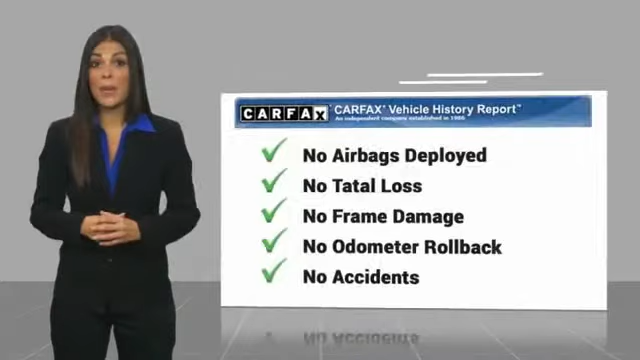 CARFAX CARFAX® Vehicle History Report™
An independent company established in 1986
No Airbags Deployed
No Tatal Loss
No Frame Damage
No Odometer Rollback
No Accidents